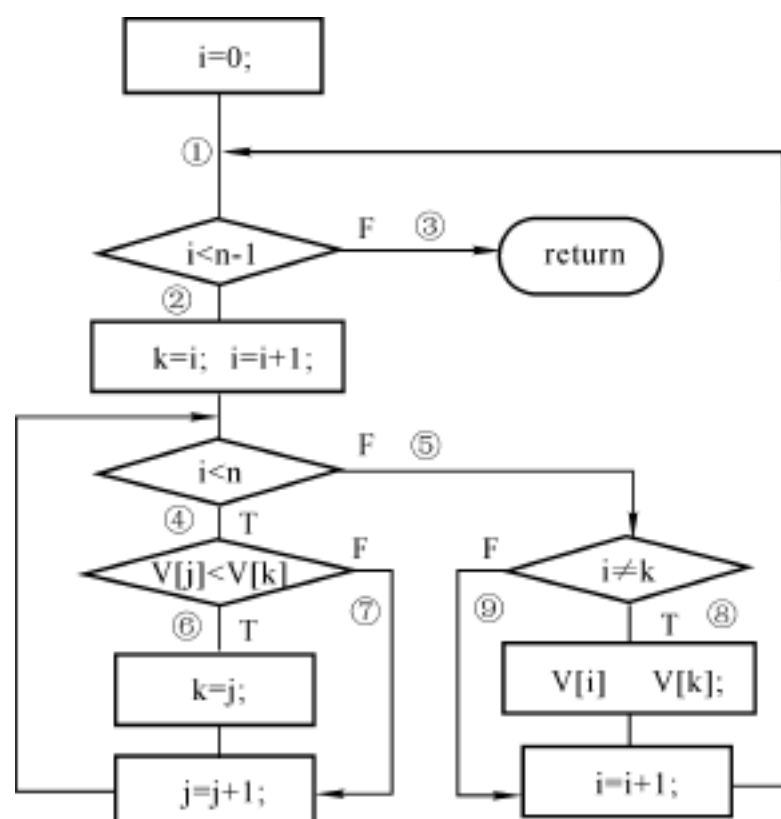 i=0;
①
i<n-1
F ③
return
②
k=i; i=i+1;
i<n
F ⑤
④ T
V[j]<V[k]
F
⑦
⑥ T
k=j;
j=j+1;
F
i≠k
⑨
T ⑧
V[i] V[k];
i=i+1;